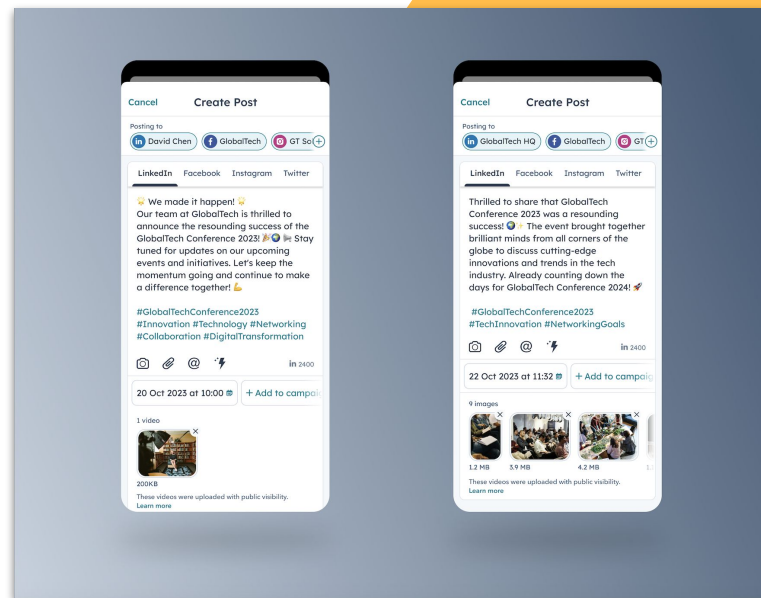 Cancel Create Post
Posting to
in David Chen f GlobalTech GT So
LinkedIn Facebook Instagram Twitter
We made it happen!
Our team at GlobalTech is thrilled to
announce the resounding success of the
GlobalTech Conference 2023! Stay
tuned for updates on our upcoming
events and initiatives. Let's keep the
momentum going and continue to make
a difference together!
#GlobalTechConference2023
#Innovation #Technology #Networking
#Collaboration #DigitalTransformation
@ in 2400
20 Oct 2023 at 10:00 + Add to campai
1 video
200KB
These videos were uploaded with public visibility.
Learn more
Cancel Create Post
Posting to
in GlobalTech HQ f GlobalTech GT
LinkedIn Facebook Instagram Twitter
Thrilled to share that GlobalTech
Conference 2023 was a resounding
success! The event brought together
brilliant minds from all corners of the
globe to discuss cutting-edge
innovations and trends in the tech
industry. Already counting down the
days for GlobalTech Conference 2024!
#GlobalTechConference2023
#TechInnovation #NetworkingGoals
@ in 2400
22 Oct 2023 at 11:32 + Add to campaig
9 images
1.2 MB 3.9 MB 4.2 MB
These videos were uploaded with public visibility.
Learn more